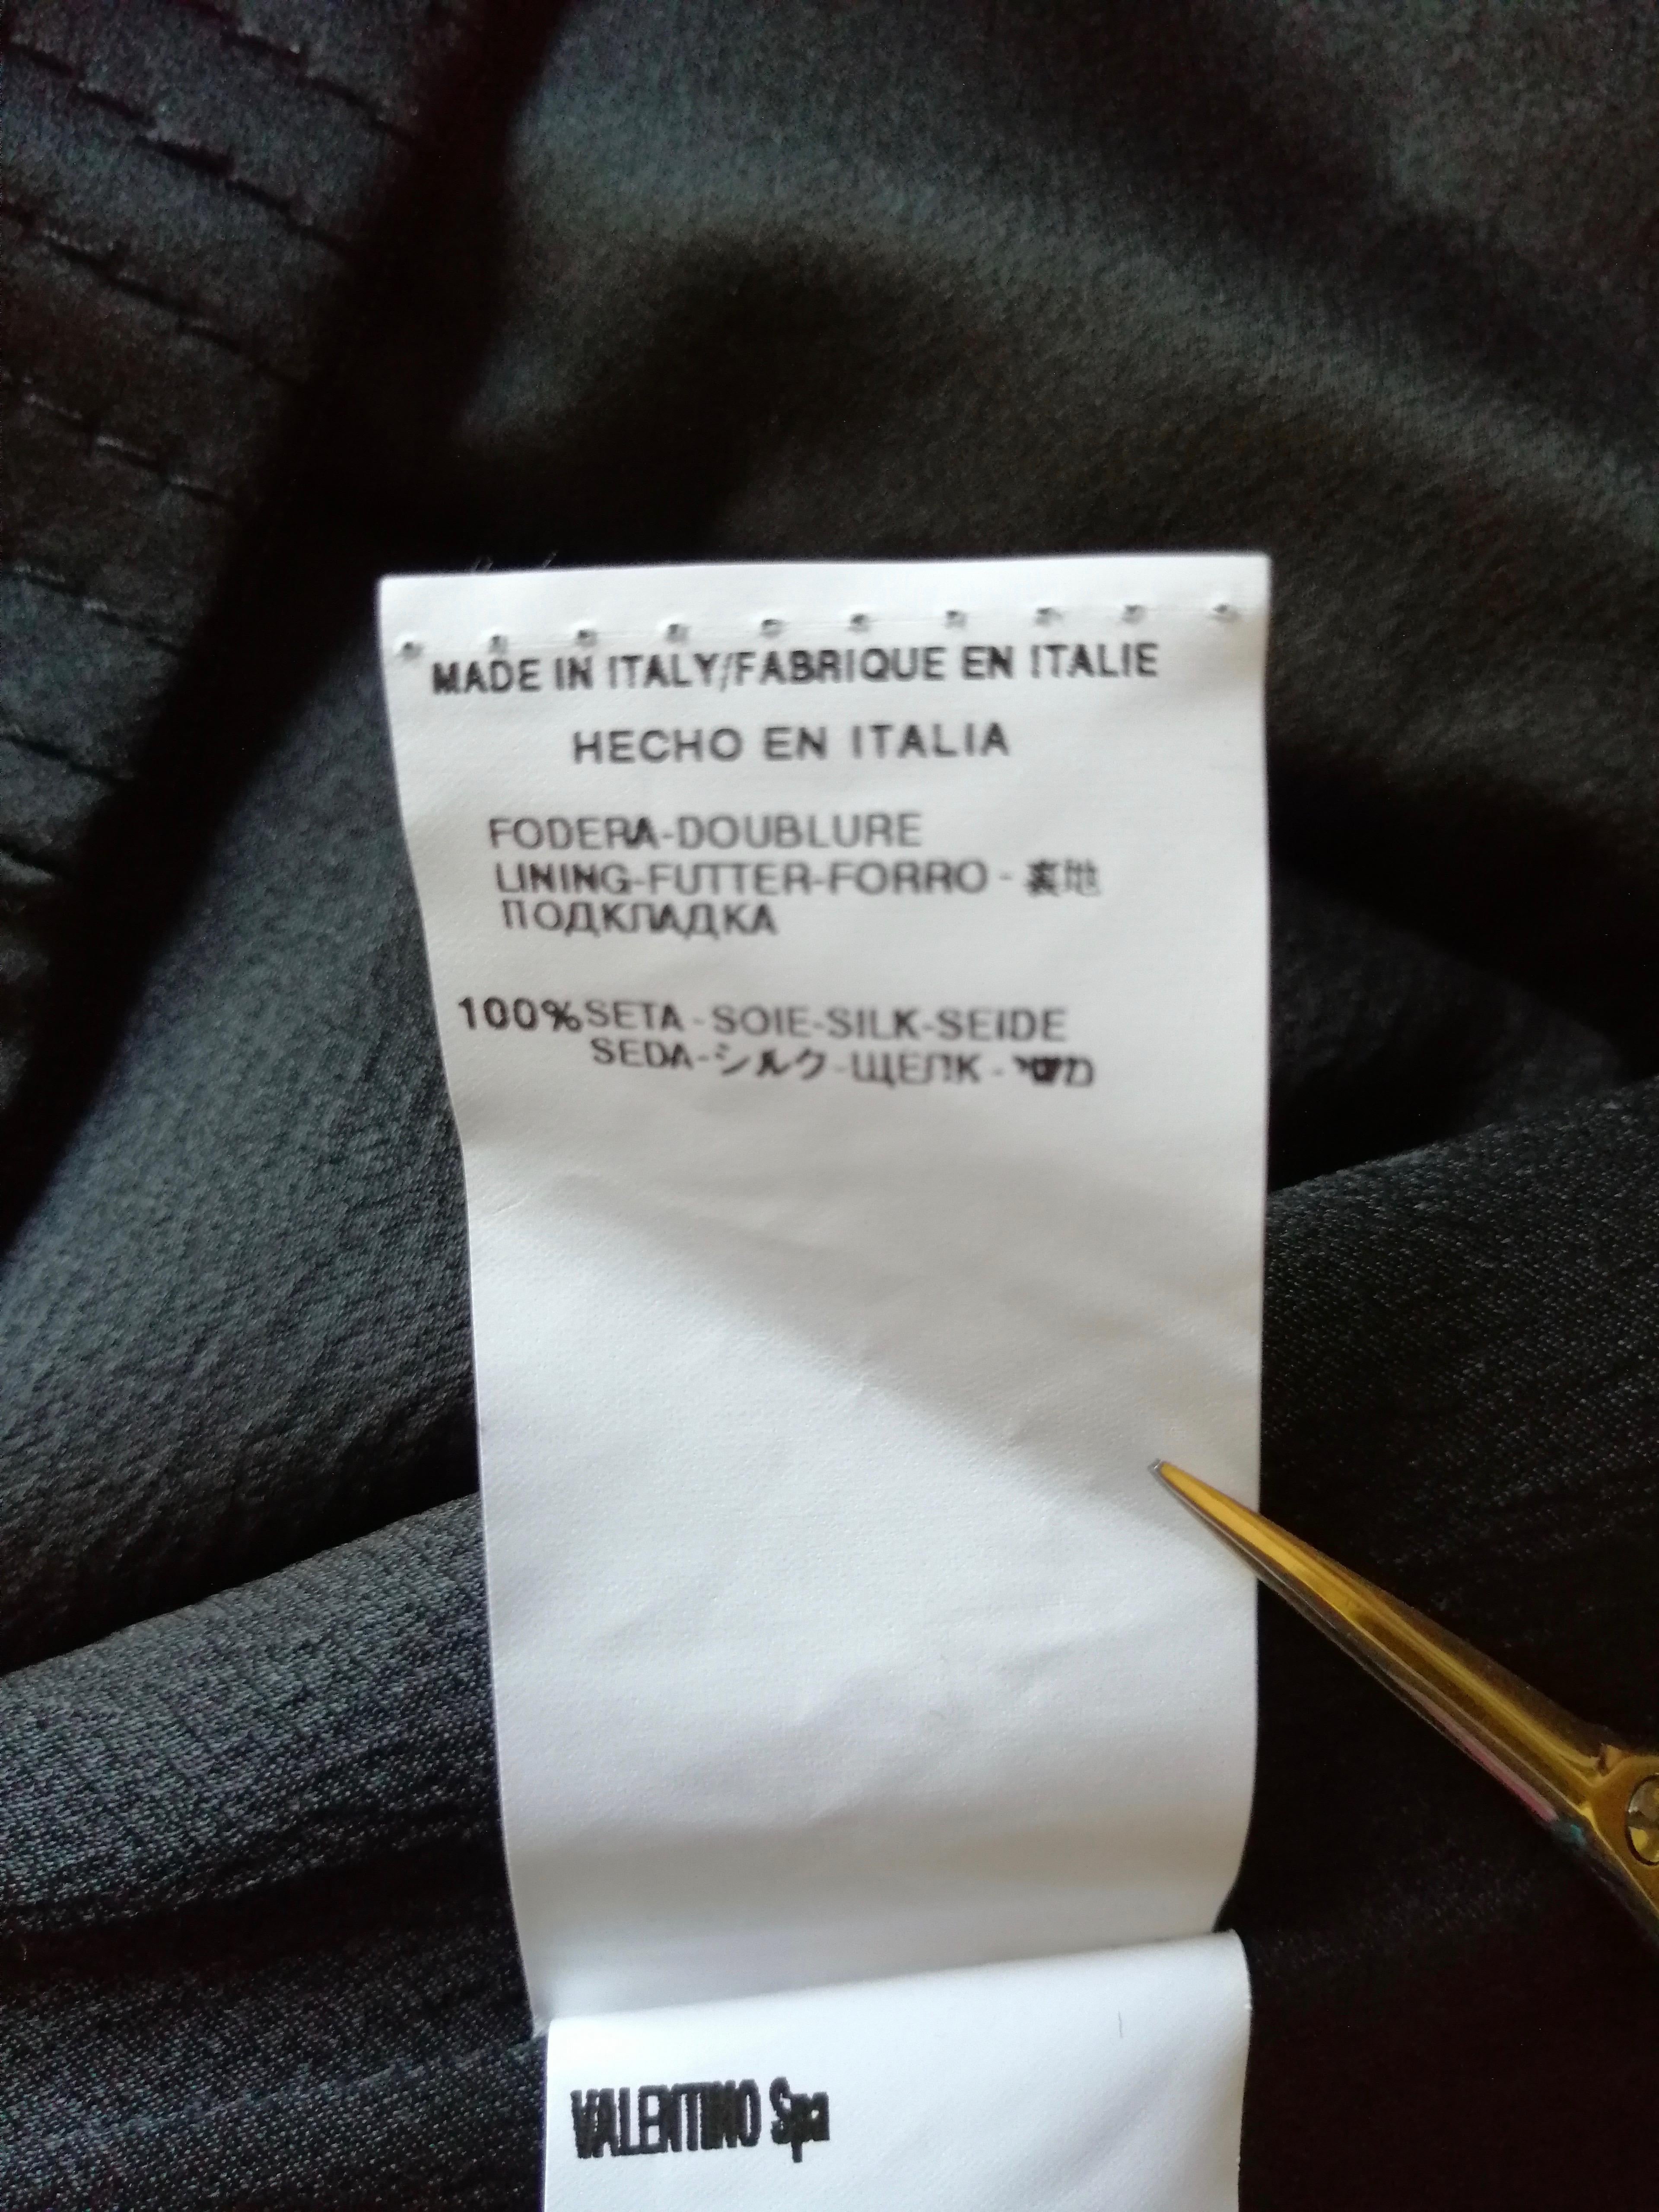 MADE IN ITALY/FABRIQUE EN ITALIE
HECHO EN ITALIA
FODERA-DOUBLURE
LINING-FUTTER-FORRO - 裏地
ПОДКЛАДКА
100% SETA - SOIE-SILK-SEIDE
SEDA-シルク-ЩЕЛК -
VALENTINO Spa